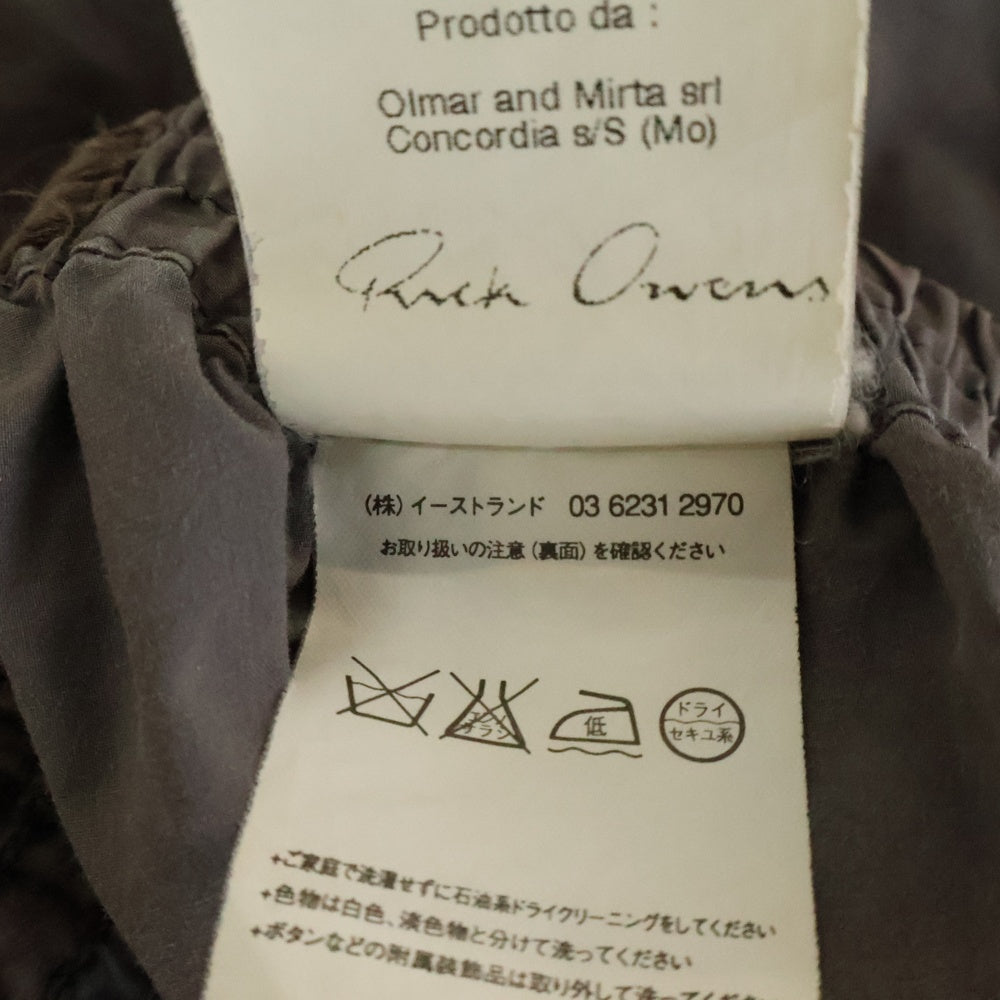 Prodotto da :
Olmar and Mirta srl
Concordia s/S (Mo)
Rick Owens
(株) イーストランド 03 6231 2970
お取り扱いの注意 (裏面) を確認ください
エンソサラシ
低
ドライ
セキユ系
+ご家庭で洗濯せずに石油系ドライクリーニングをしてください
+色物は白色、淡色物と分けて洗ってください
+ボタンなどの附属装飾品は取り外して洗ってくださ